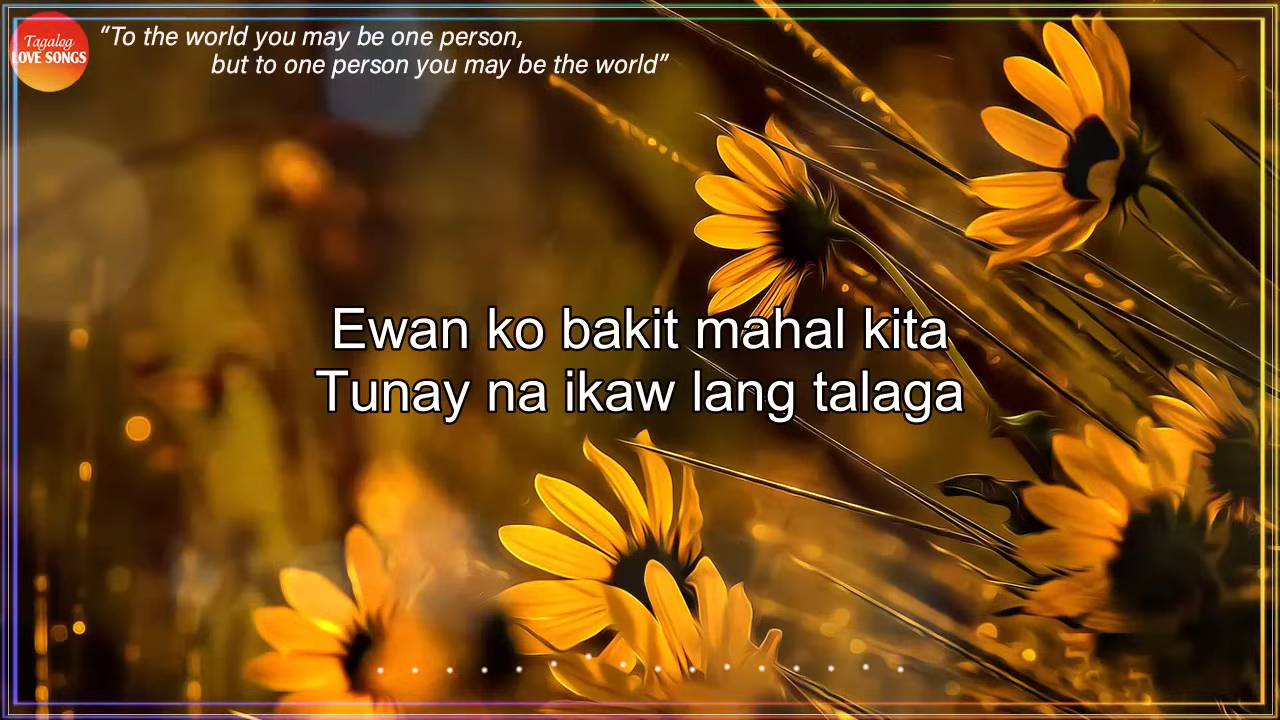 Tagalog
LOVE SONGS
“To the world you may be one person,
but to one person you may be the world”
Ewan ko bakit mahal kita
Tunay na ikaw lang talaga